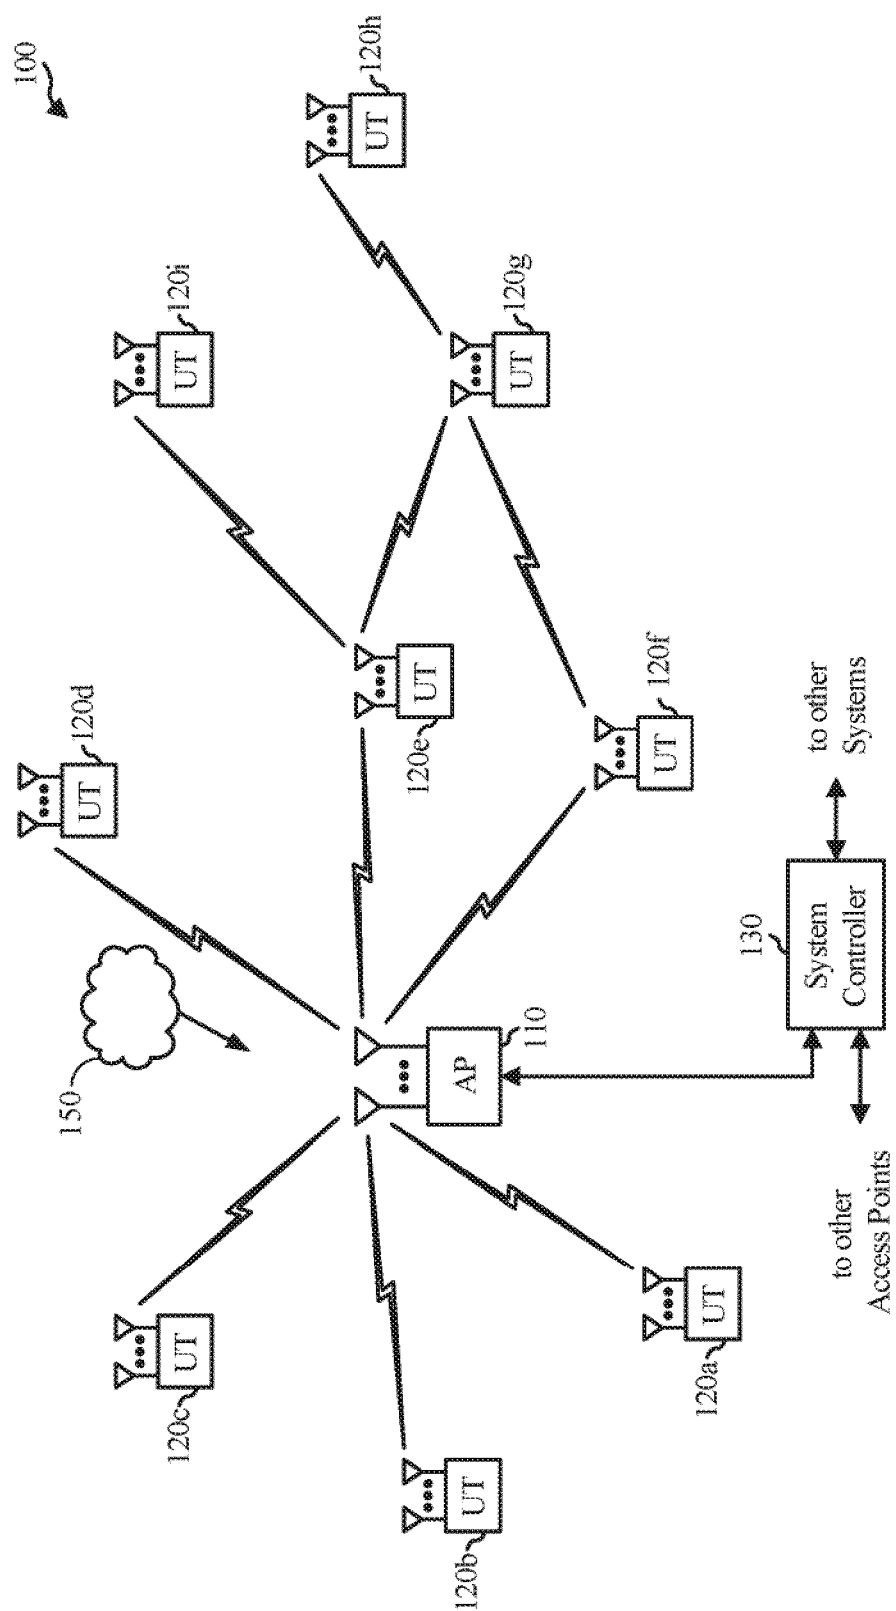 100
UT
120h
UT
120i
UT
120g
UT
120d
UT
120e
UT
120f
150
AP
110
UT
120c
UT
120b
UT
120a
130
System
Controller
to other
Systems
to other
Access Points